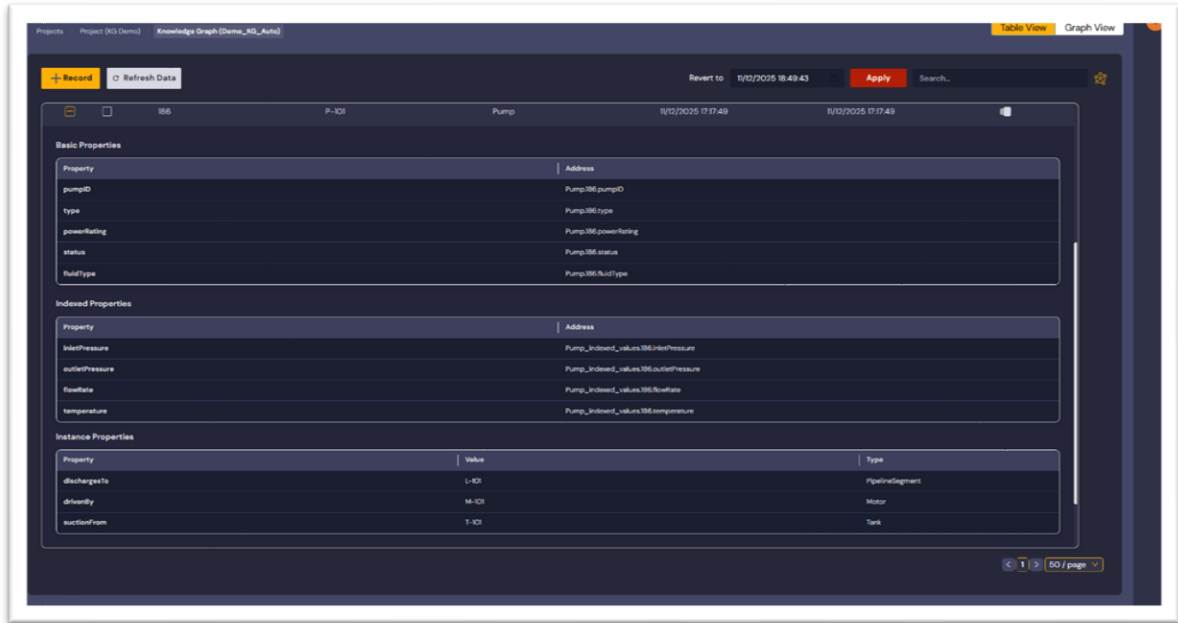 Projects Project (KG Demo) Knowledge Graph (Demo_KG_Auto)
Table View Graph View
+ Record Refresh Data Revert to 11/12/2025 18:49:43 Apply Search...
186 P-101 Pump 11/12/2025 17:17:49 11/12/2025 17:17:49
Basic Properties
Property Address
pumpID Pump.186.pumpID
type Pump.186.type
powerRating Pump.186.powerRating
status Pump.186.status
fluidType Pump.186.fluidType
Indexed Properties
Property Address
inletPressure Pump_indexed_values.186.inletPressure
outletPressure Pump_indexed_values.186.outletPressure
flowRate Pump_indexed_values.186.flowRate
temperature Pump_indexed_values.186.temperature
Instance Properties
Property Value Type
dischargesTo L-101 PipelineSegment
drivenBy M-101 Motor
suctionFrom T-101 Tank
< 1 > 50 / page